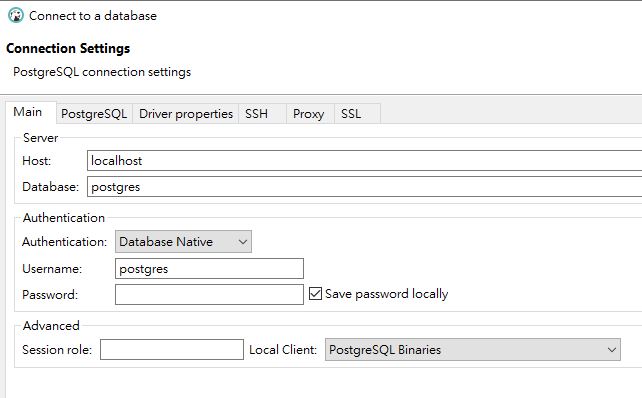 Connect to a database
Connection Settings
PostgreSQL connection settings
Main PostgreSQL Driver properties SSH Proxy SSL
Server
Host: localhost
Database: postgres
Authentication
Authentication: Database Native
Username: postgres
Password: Save password locally
Advanced
Session role: Local Client: PostgreSQL Binaries